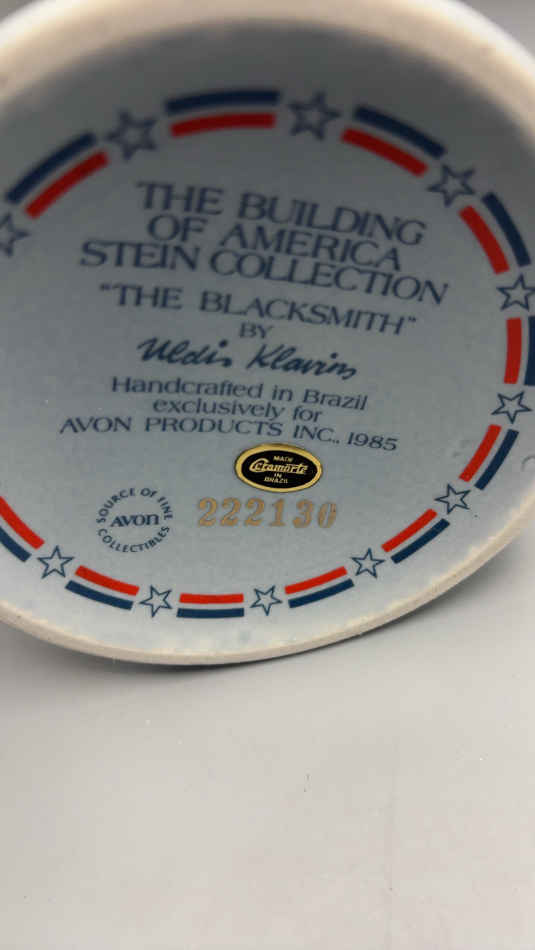 THE BUILDING
OF AMERICA
STEIN COLLECTION
"THE BLACKSMITH"
BY
Uldis Klavins
Handcrafted in Brazil
exclusively for
AVON PRODUCTS INC., 1985
MADE
Ceramarte
IN
BRAZIL
SOURCE OF FINE
AVON
COLLECTIBLES
222130